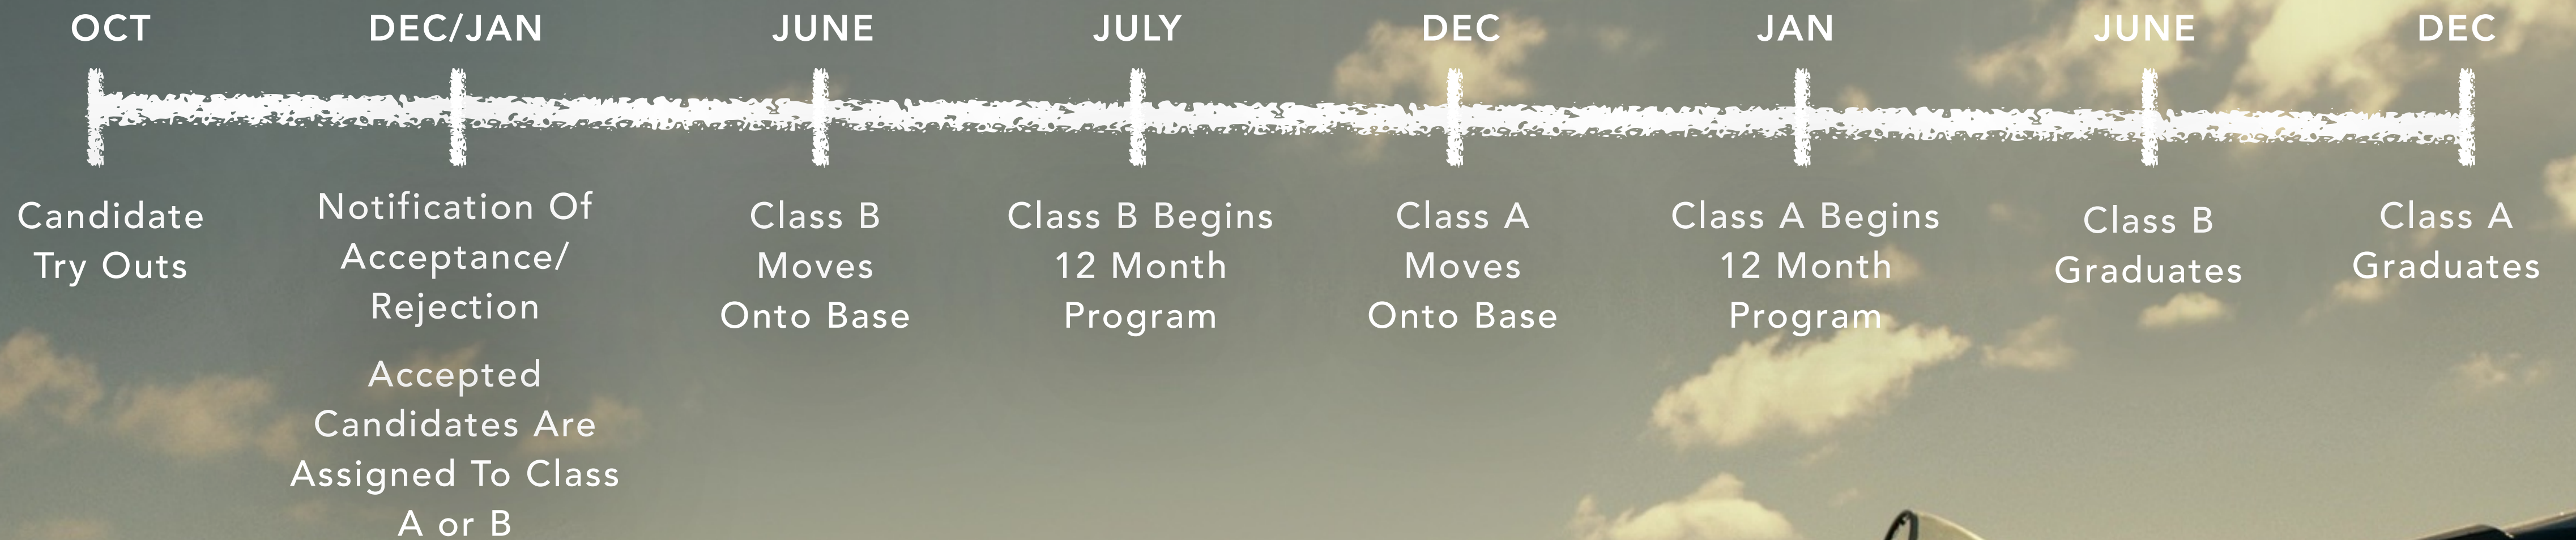 OCT
DEC/JAN
JUNE
JULY
DEC
JAN
JUNE
DEC
Candidate
Try Outs
Notification Of
Acceptance/
Rejection
Accepted
Candidates Are
Assigned To Class
A or B
Class B
Moves
Onto Base
Class B Begins
12 Month
Program
Class A
Moves
Onto Base
Class A Begins
12 Month
Program
Class B
Graduates
Class A
Graduates